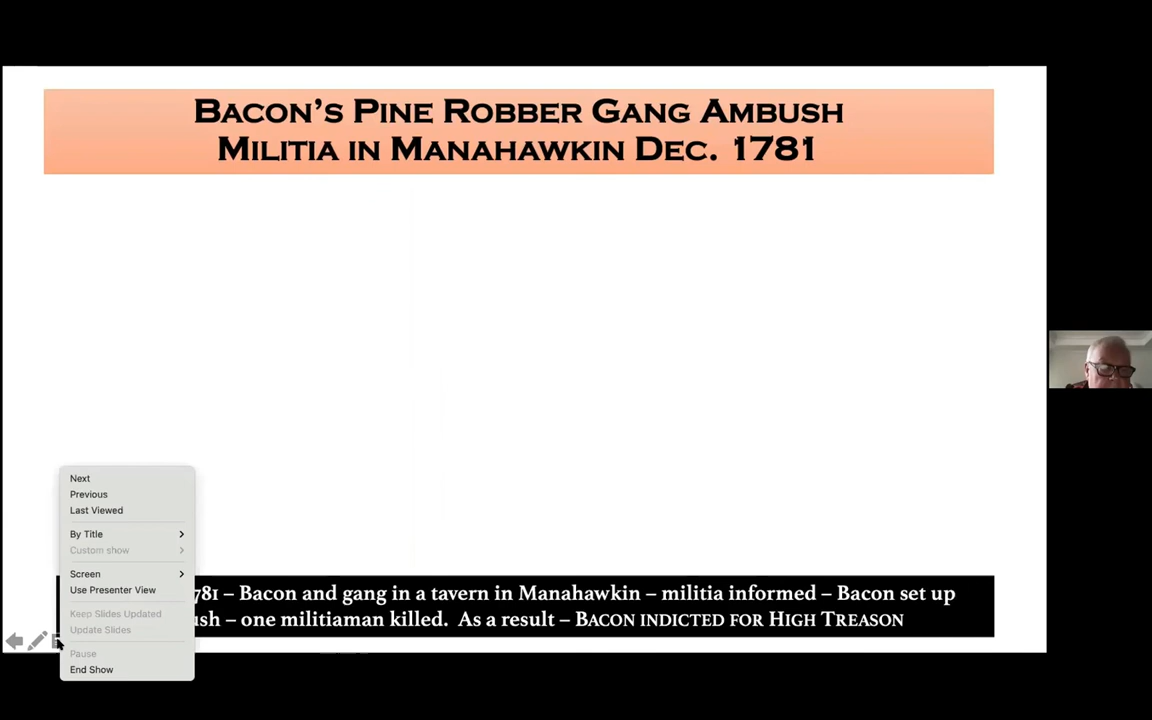 BACON'S PINE ROBBER GANG AMBUSH
MILITIA IN MANAHAWKIN DEC. 1781
Next
Previous
Last Viewed
By Title
Custom show
Screen
Use Presenter View
Keep Slides Updated
Update Slides
Pause
End Show
781 – Bacon and gang in a tavern in Manahawkin – militia informed – Bacon set up
ush – one militiaman killed. As a result – BACON INDICTED FOR HIGH TREASON